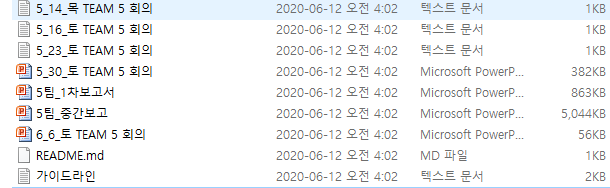 5_14_목 TEAM 5 회의 2020-06-12 오전 4:02 텍스트 문서 1KB
5_16_토 TEAM 5 회의 2020-06-12 오전 4:02 텍스트 문서 1KB
5_23_토 TEAM 5 회의 2020-06-12 오전 4:02 텍스트 문서 1KB
5_30_토 TEAM 5 회의 2020-06-12 오전 4:02 Microsoft PowerP... 382KB
5팀_1차보고서 2020-06-12 오전 4:02 Microsoft PowerP... 863KB
5팀_중간보고 2020-06-12 오전 4:02 Microsoft PowerP... 5,044KB
6_6_토 TEAM 5 회의 2020-06-12 오전 4:02 Microsoft PowerP... 56KB
README.md 2020-06-12 오전 4:02 MD 파일 1KB
가이드라인 2020-06-12 오전 4:02 텍스트 문서 2KB